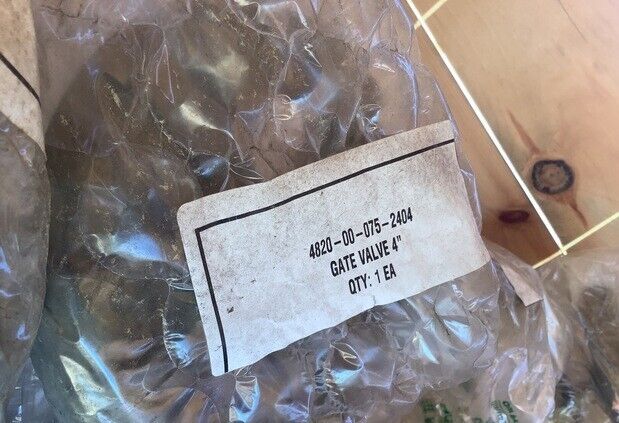 4820-00-075-2404
GATE VALVE 4"
QTY: 1 EA